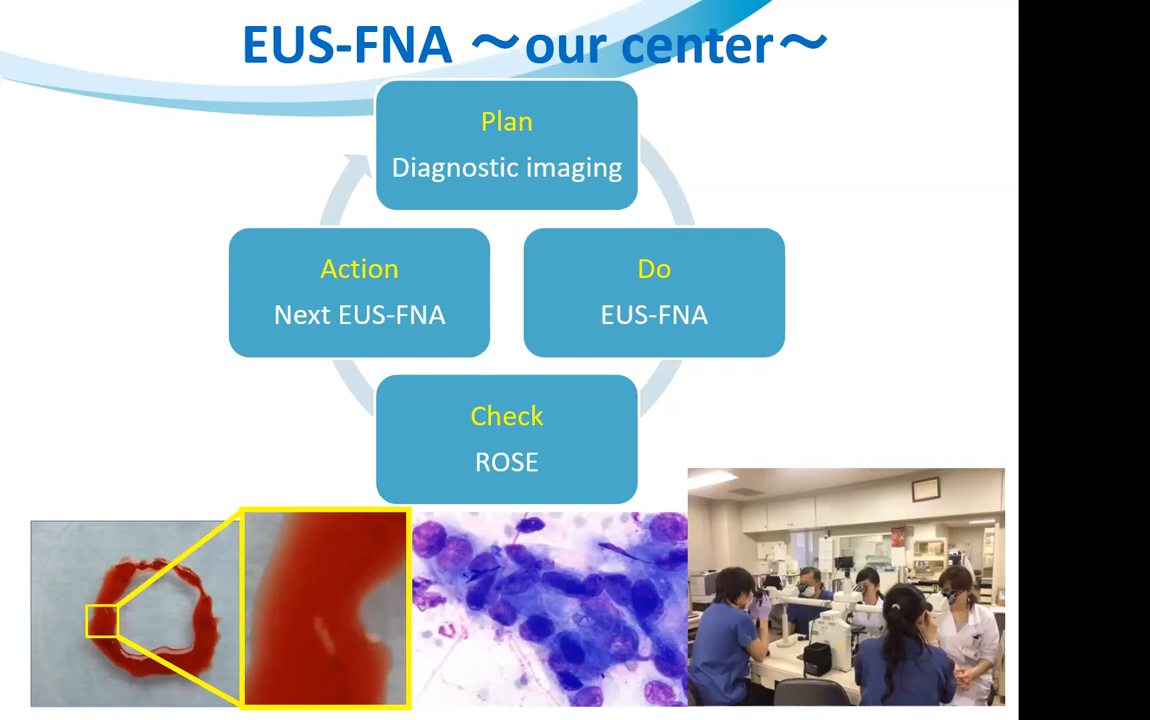 EUS-FNA ～our center～
Plan
Diagnostic imaging
Action
Next EUS-FNA
Do
EUS-FNA
Check
ROSE